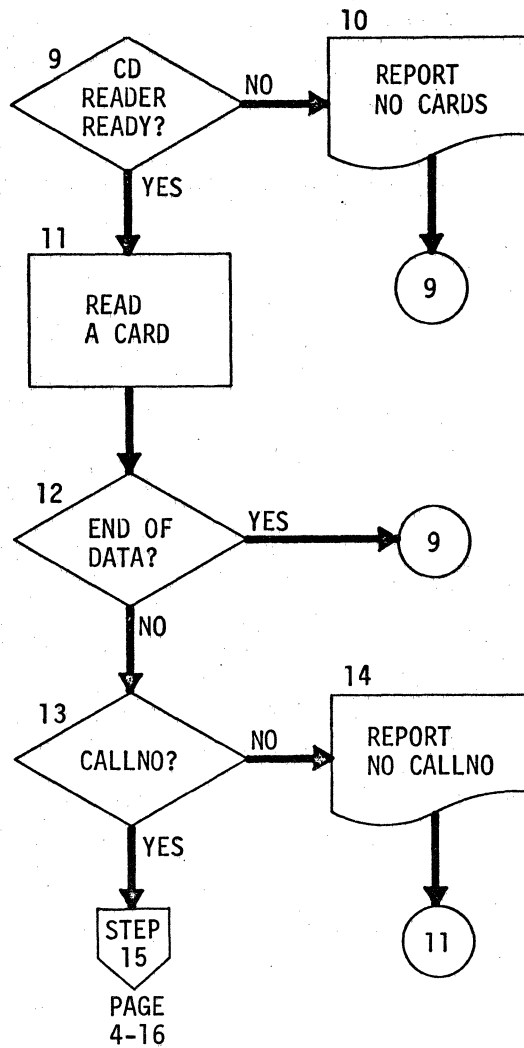 9
CD
READER
READY?
NO
10
REPORT
NO CARDS
9
YES
11
READ
A CARD
12
END OF
DATA?
YES
9
NO
13
CALLNO?
NO
14
REPORT
NO CALLNO
11
YES
STEP
15
PAGE
4-16